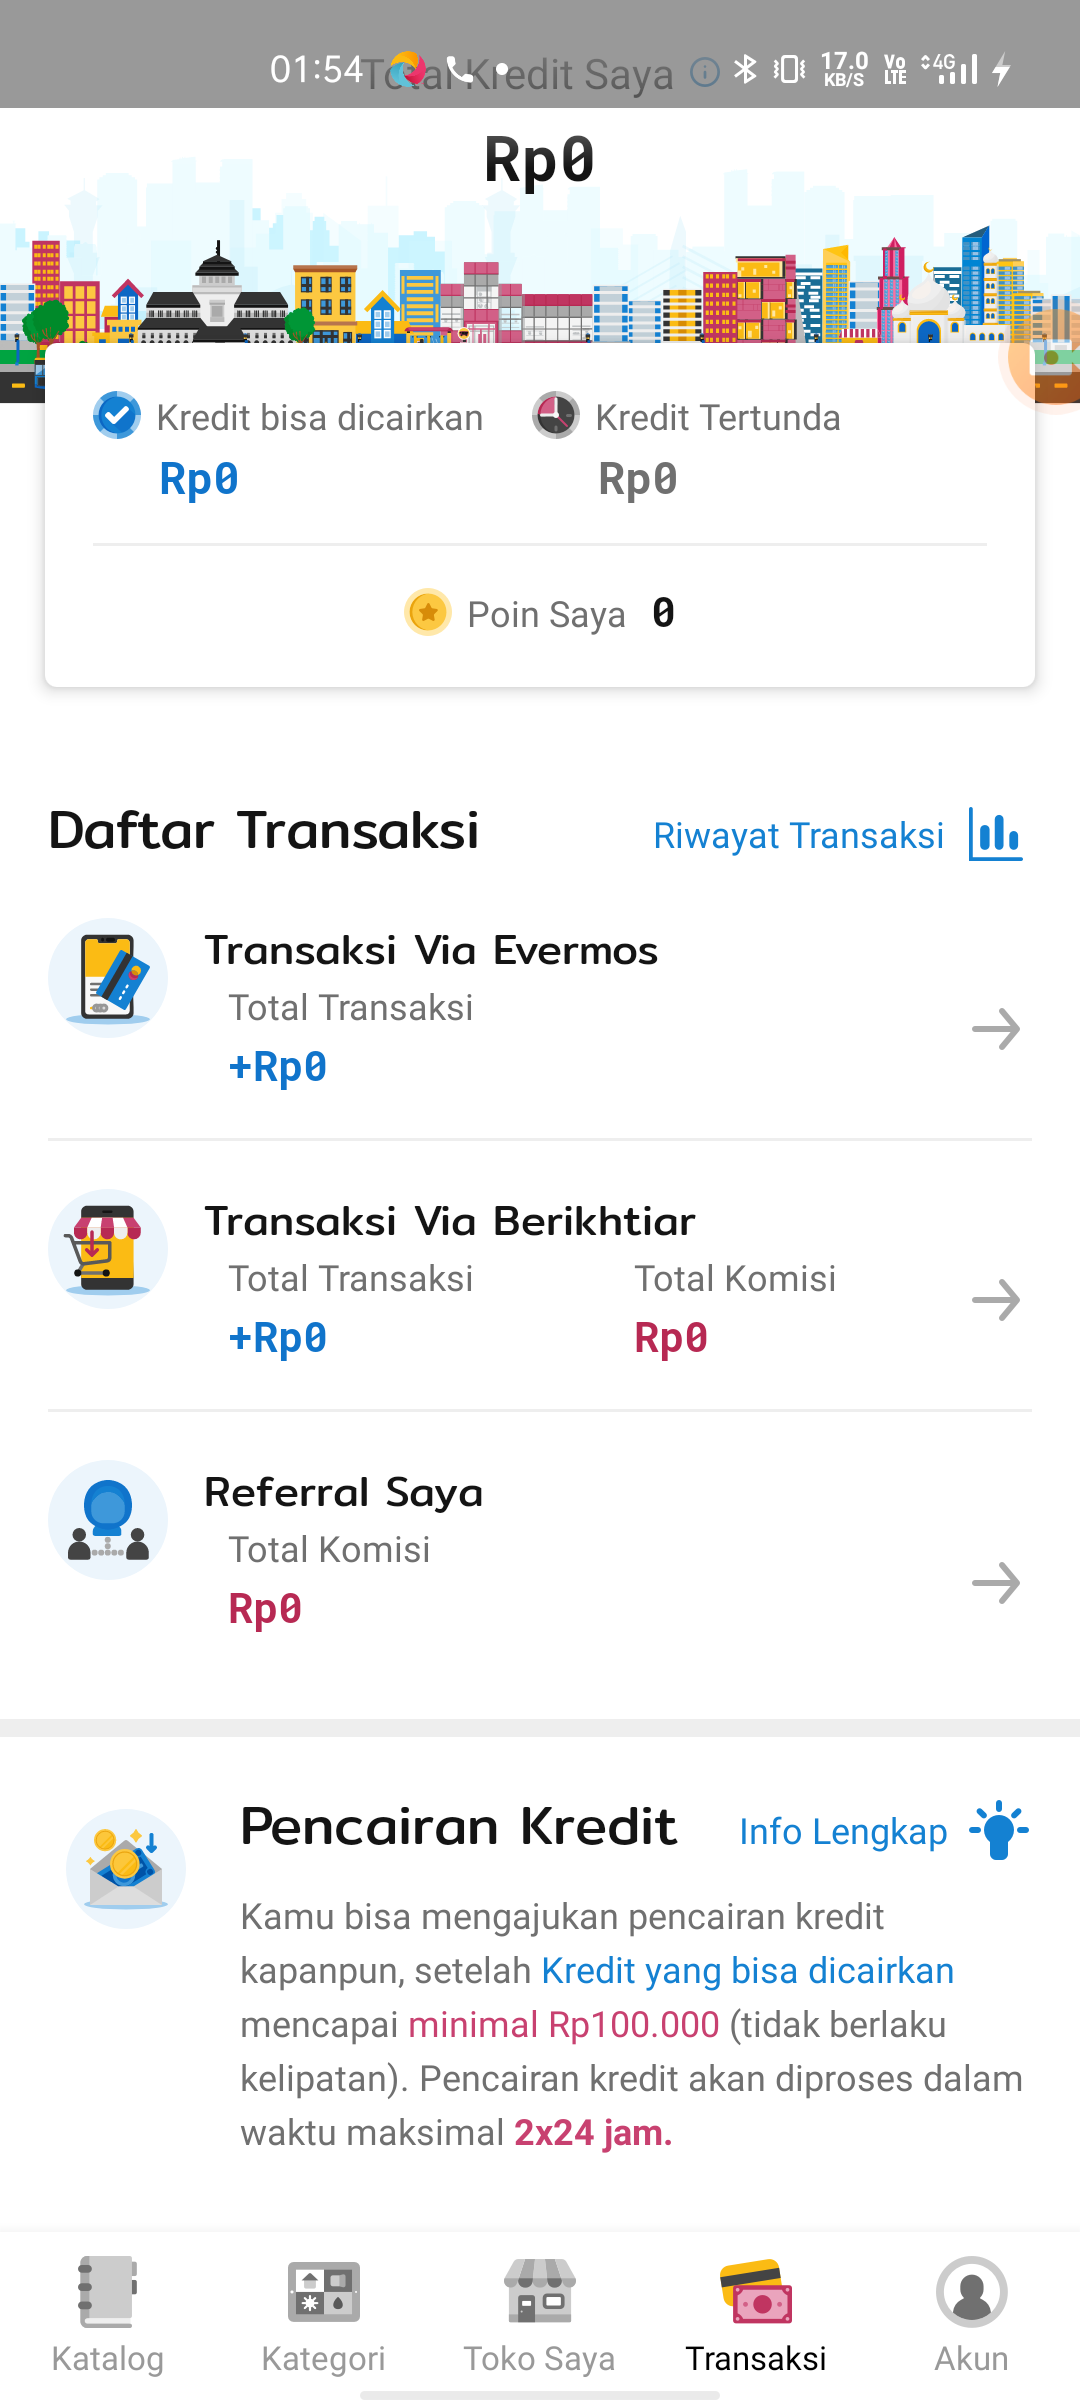 01:54
Total Kredit Saya
17.0
KB/S
Vo
LTE
4G
Rp0
Kredit bisa dicairkan
Kredit Tertunda
Rp0
Rp0
Poin Saya 0
Daftar Transaksi
Riwayat Transaksi
Transaksi Via Evermos
Total Transaksi
+Rp0
Transaksi Via Berikhtiar
Total Transaksi
Total Komisi
+Rp0
Rp0
Referral Saya
Total Komisi
Rp0
Pencairan Kredit
Info Lengkap
Kamu bisa mengajukan pencairan kredit
kapanpun, setelah Kredit yang bisa dicairkan
mencapai minimal Rp100.000 (tidak berlaku
kelipatan). Pencairan kredit akan diproses dalam
waktu maksimal 2x24 jam.
Katalog
Kategori
Toko Saya
Transaksi
Akun